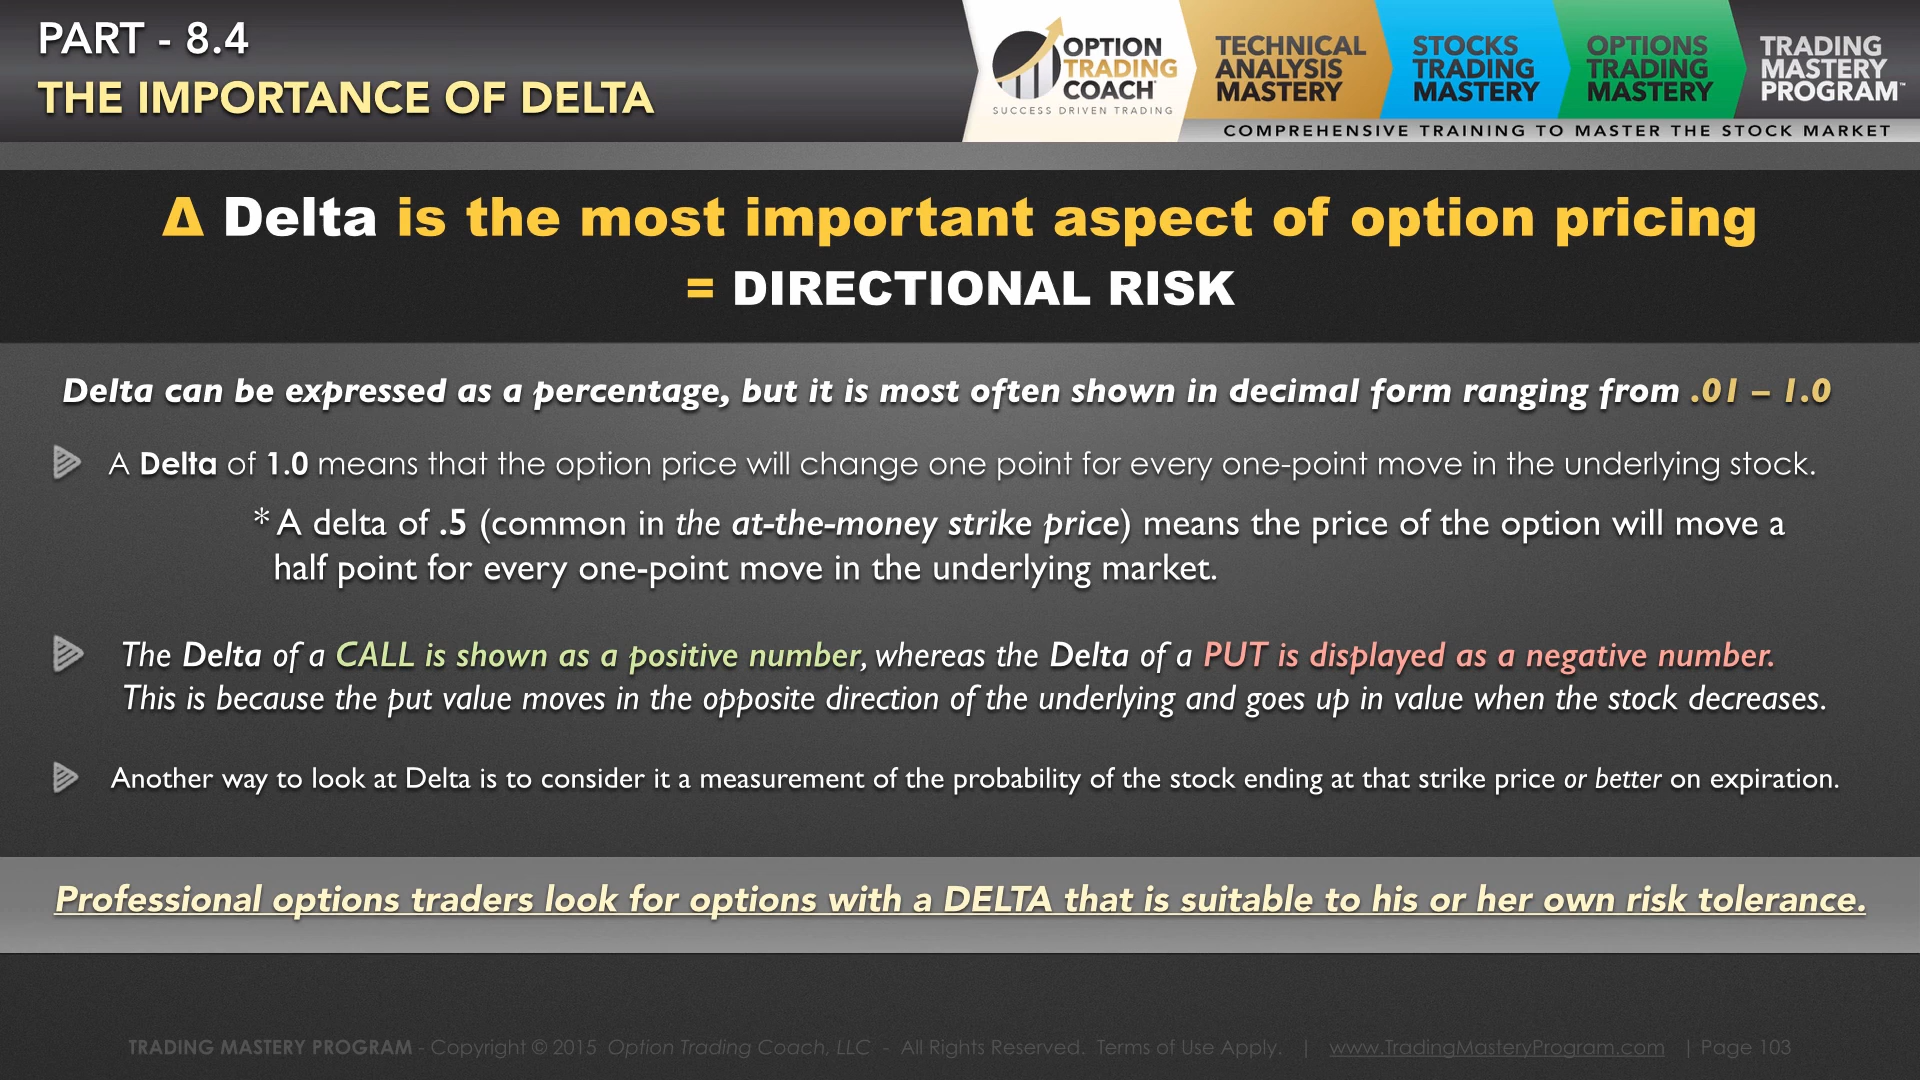 PART - 8.4
THE IMPORTANCE OF DELTA
OPTION
TRADING
COACH
SUCCESS DRIVEN TRADING
TECHNICAL
ANALYSIS
MASTERY
STOCKS
TRADING
MASTERY
OPTIONS
TRADING
MASTERY
TRADING
MASTERY
PROGRAM™
COMPREHENSIVE TRAINING TO MASTER THE STOCK MARKET
Δ Delta is the most important aspect of option pricing
= DIRECTIONAL RISK
Delta can be expressed as a percentage, but it is most often shown in decimal form ranging from .01 – 1.0
A Delta of 1.0 means that the option price will change one point for every one-point move in the underlying stock.
* A delta of .5 (common in the at-the-money strike price) means the price of the option will move a
half point for every one-point move in the underlying market.
The Delta of a CALL is shown as a positive number, whereas the Delta of a PUT is displayed as a negative number.
This is because the put value moves in the opposite direction of the underlying and goes up in value when the stock decreases.
Another way to look at Delta is to consider it a measurement of the probability of the stock ending at that strike price or better on expiration.
Professional options traders look for options with a DELTA that is suitable to his or her own risk tolerance.
TRADING MASTERY PROGRAM - Copyright © 2015 Option Trading Coach, LLC - All Rights Reserved. Terms of Use Apply. | www.TradingMasteryProgram.com | Page 103